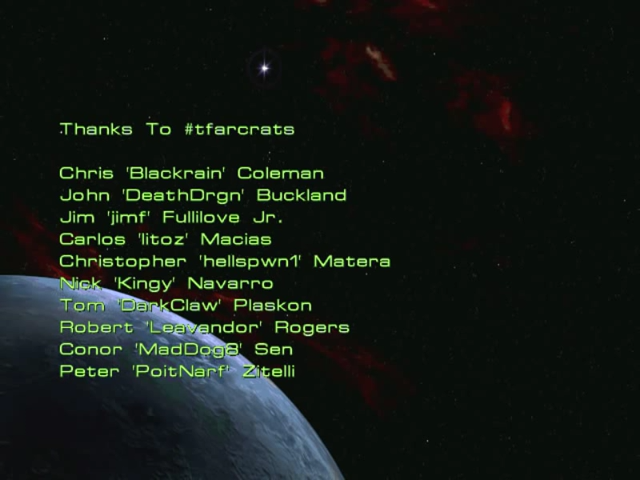 Thanks To #tfarcrats
Chris 'Blackrain' Coleman
John 'DeathDrgn' Buckland
Jim 'jimf' Fullilove Jr.
Carlos 'litoz' Macias
Christopher 'hellspwn1' Matera
Nick 'Kingy' Navarro
Tom 'DarkClaw' Plaskon
Robert 'Leavandor' Rogers
Conor 'MadDog8' Sen
Peter 'PoitNarf' Zitelli